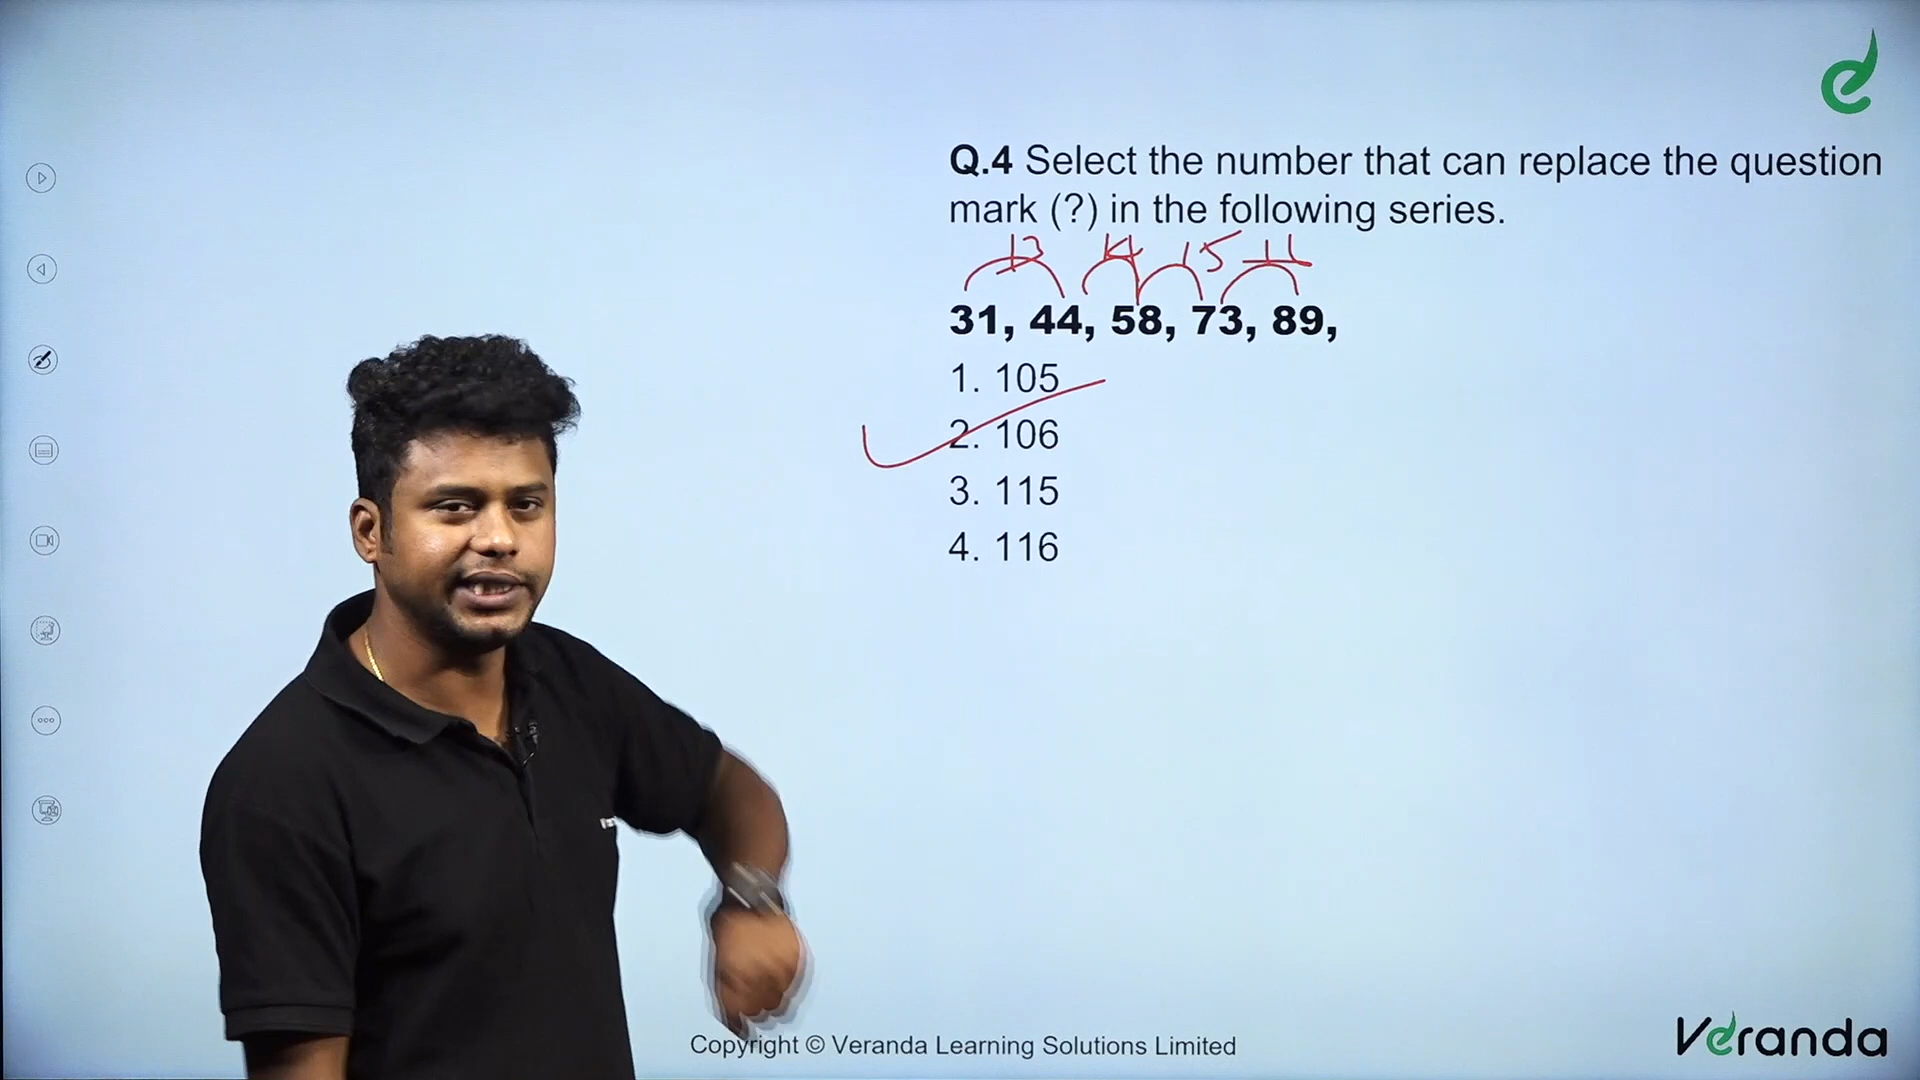 Q.4 Select the number that can replace the question
mark (?) in the following series.
13 14 15
31, 44, 58, 73, 89,
1. 105
2. 106
3. 115
4. 116
Copyright © Veranda Learning Solutions Limited
Veranda